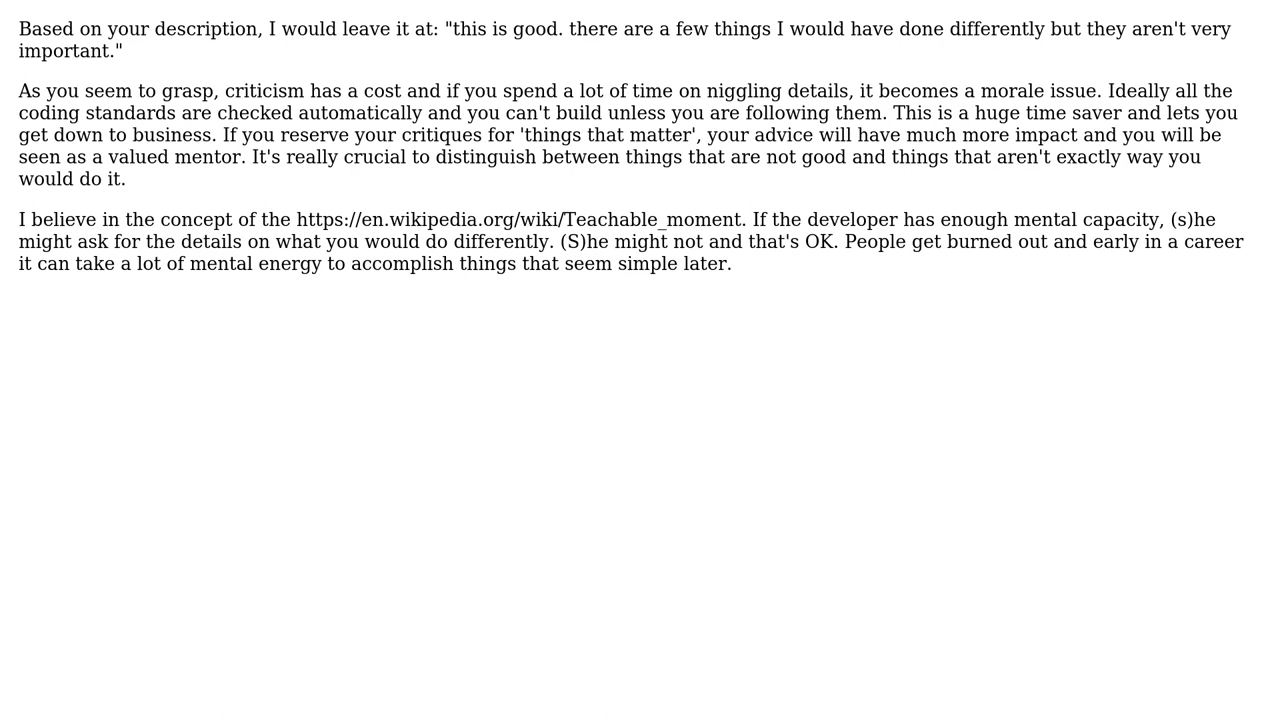 Based on your description, I would leave it at: "this is good. there are a few things I would have done differently but they aren't very
important."
As you seem to grasp, criticism has a cost and if you spend a lot of time on niggling details, it becomes a morale issue. Ideally all the
coding standards are checked automatically and you can't build unless you are following them. This is a huge time saver and lets you
get down to business. If you reserve your critiques for 'things that matter', your advice will have much more impact and you will be
seen as a valued mentor. It's really crucial to distinguish between things that are not good and things that aren't exactly way you
would do it.
I believe in the concept of the https://en.wikipedia.org/wiki/Teachable_moment. If the developer has enough mental capacity, (s)he
might ask for the details on what you would do differently. (S)he might not and that's OK. People get burned out and early in a career
it can take a lot of mental energy to accomplish things that seem simple later.